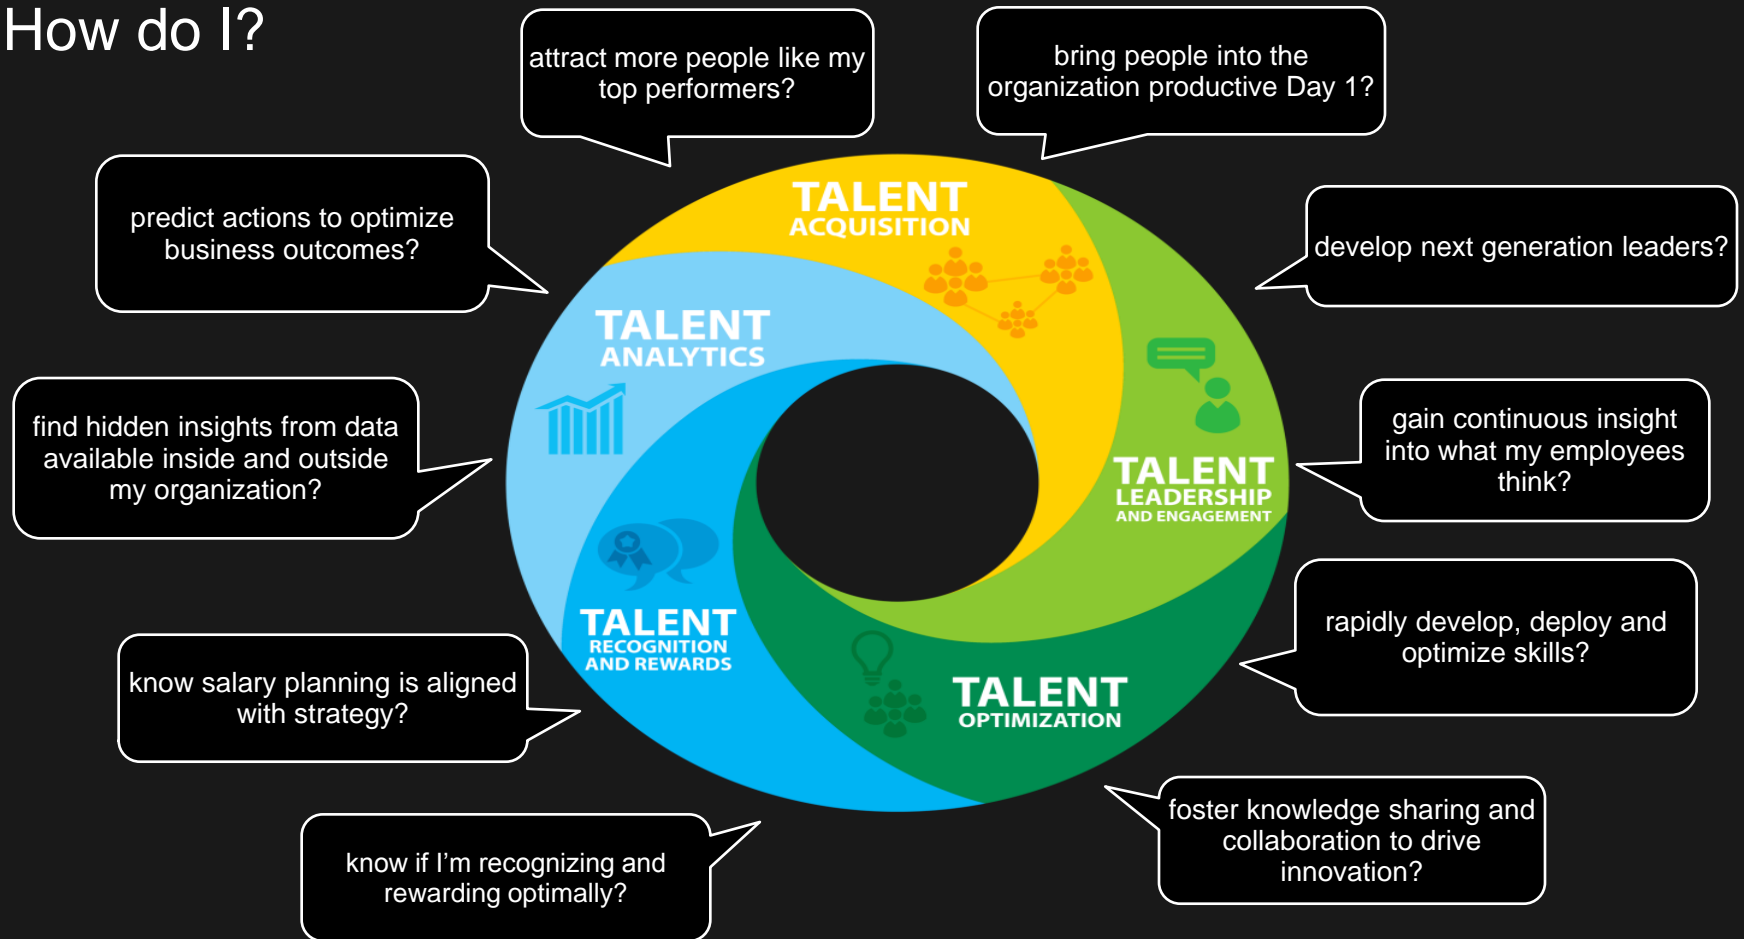 How do I?
attract more people like my
top performers?
bring people into the
organization productive Day 1?
predict actions to optimize
business outcomes?
develop next generation leaders?
find hidden insights from data
available inside and outside
my organization?
gain continuous insight
into what my employees
think?
know salary planning is aligned
with strategy?
rapidly develop, deploy and
optimize skills?
know if I’m recognizing and
rewarding optimally?
foster knowledge sharing and
collaboration to drive
innovation?
TALENT
ACQUISITION
TALENT
ANALYTICS
TALENT
LEADERSHIP
AND ENGAGEMENT
TALENT
RECOGNITION
AND REWARDS
TALENT
OPTIMIZATION